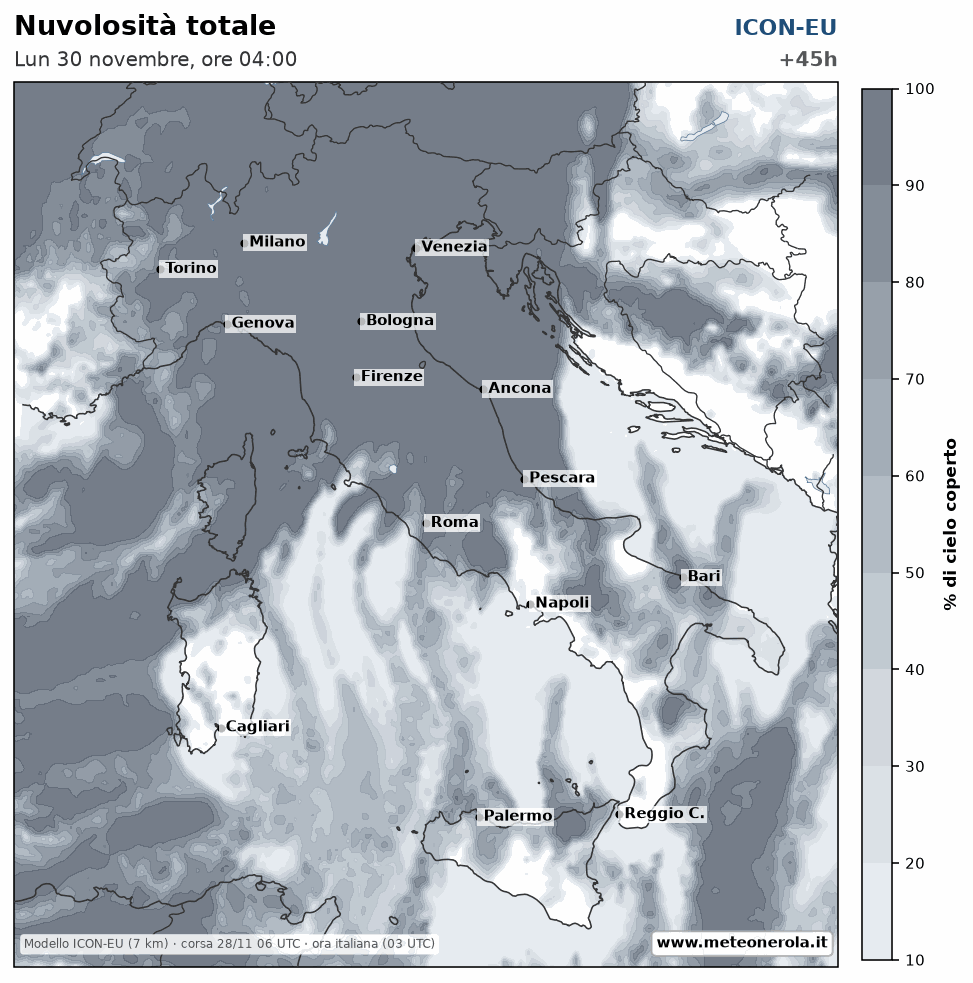 Nuvolosità totale
ICON-EU
Lun 30 novembre, ore 04:00
+45h
100
90
80
70
60
50
40
30
20
10
% di cielo coperto
Milano
Venezia
Torino
Genova
Bologna
Firenze
Ancona
Pescara
Roma
Bari
Napoli
Cagliari
Palermo
Reggio C.
Modello ICON-EU (7 km) · corsa 28/11 06 UTC · ora italiana (03 UTC)
www.meteonerola.it